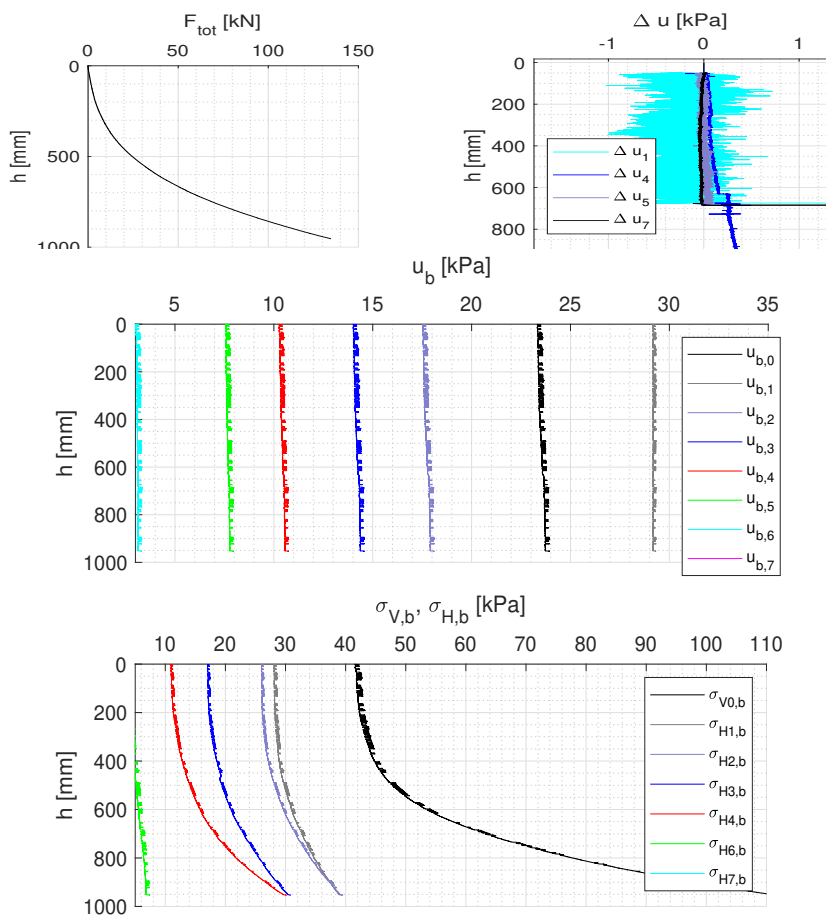 F_tot [kN]
0 50 100 150
0
500
1000
h [mm]
Δ u [kPa]
-1 0 1
0
200
400
600
800
h [mm]
Δ u_1
Δ u_4
Δ u_5
Δ u_7
u_b [kPa]
5 10 15 20 25 30 35
0
200
400
600
800
1000
h [mm]
u_b,0
u_b,1
u_b,2
u_b,3
u_b,4
u_b,5
u_b,6
u_b,7
σ_V,b, σ_H,b [kPa]
10 20 30 40 50 60 70 80 90 100 110
0
200
400
600
800
1000
h [mm]
σ_V0,b
σ_H1,b
σ_H2,b
σ_H3,b
σ_H4,b
σ_H6,b
σ_H7,b